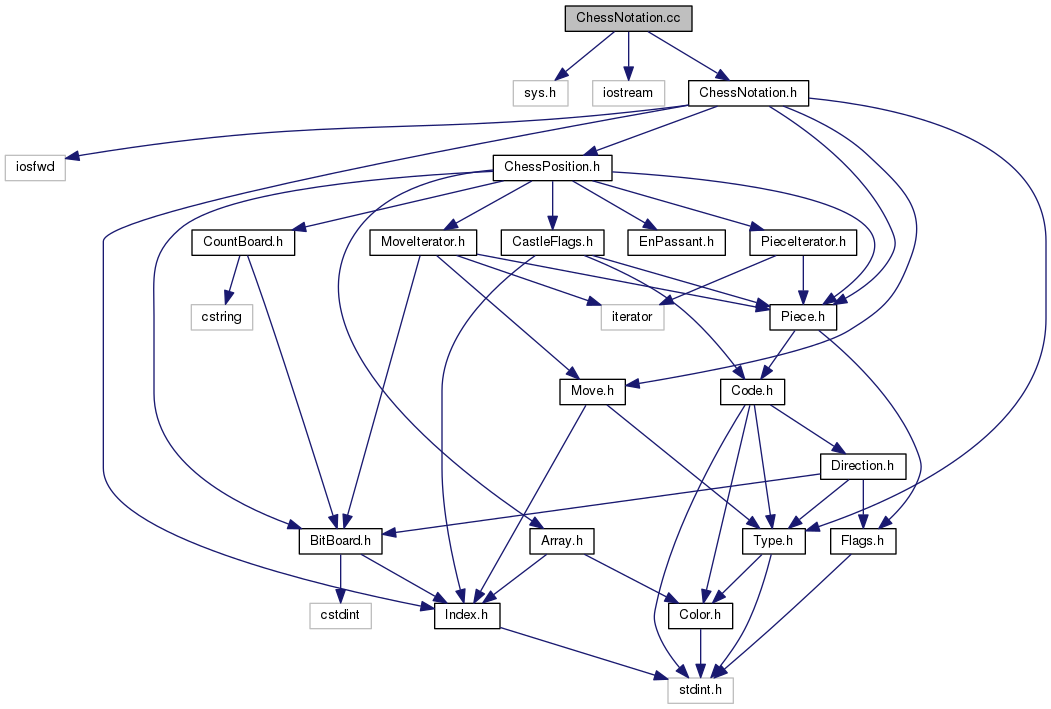 ChessNotation.cc
sys.h
iostream
ChessNotation.h
iosfwd
ChessPosition.h
CountBoard.h
MoveIterator.h
CastleFlags.h
EnPassant.h
PieceIterator.h
cstring
iterator
Piece.h
Move.h
Code.h
Direction.h
BitBoard.h
Array.h
Type.h
Flags.h
cstdint
Index.h
Color.h
stdint.h